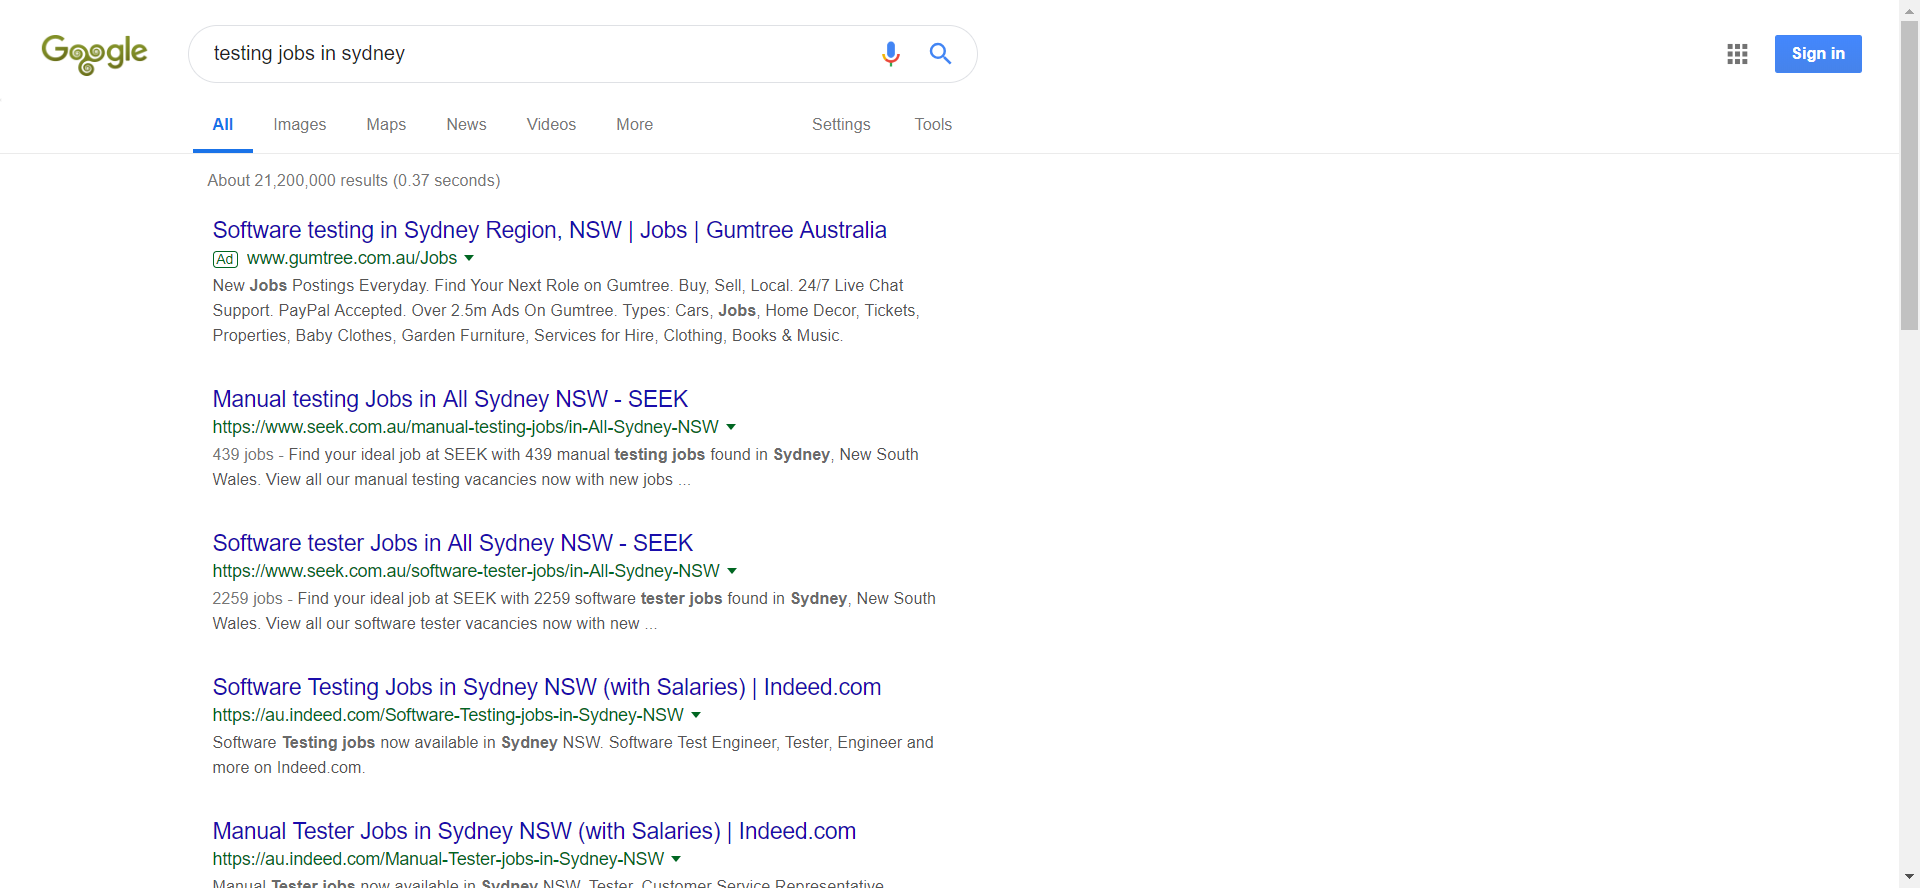 Google
testing jobs in sydney
Sign in
All Images Maps News Videos More Settings Tools
About 21,200,000 results (0.37 seconds)
Software testing in Sydney Region, NSW | Jobs | Gumtree Australia
Ad www.gumtree.com.au/Jobs
New Jobs Postings Everyday. Find Your Next Role on Gumtree. Buy, Sell, Local. 24/7 Live Chat
Support. PayPal Accepted. Over 2.5m Ads On Gumtree. Types: Cars, Jobs, Home Decor, Tickets,
Properties, Baby Clothes, Garden Furniture, Services for Hire, Clothing, Books & Music.
Manual testing Jobs in All Sydney NSW - SEEK
https://www.seek.com.au/manual-testing-jobs/in-All-Sydney-NSW
439 jobs - Find your ideal job at SEEK with 439 manual testing jobs found in Sydney, New South
Wales. View all our manual testing vacancies now with new jobs ...
Software tester Jobs in All Sydney NSW - SEEK
https://www.seek.com.au/software-tester-jobs/in-All-Sydney-NSW
2259 jobs - Find your ideal job at SEEK with 2259 software tester jobs found in Sydney, New South
Wales. View all our software tester vacancies now with new ...
Software Testing Jobs in Sydney NSW (with Salaries) | Indeed.com
https://au.indeed.com/Software-Testing-jobs-in-Sydney-NSW
Software Testing jobs now available in Sydney NSW. Software Test Engineer, Tester, Engineer and
more on Indeed.com.
Manual Tester Jobs in Sydney NSW (with Salaries) | Indeed.com
https://au.indeed.com/Manual-Tester-jobs-in-Sydney-NSW
Manual Tester jobs now available in Sydney NSW. Tester, Customer Service Representative,